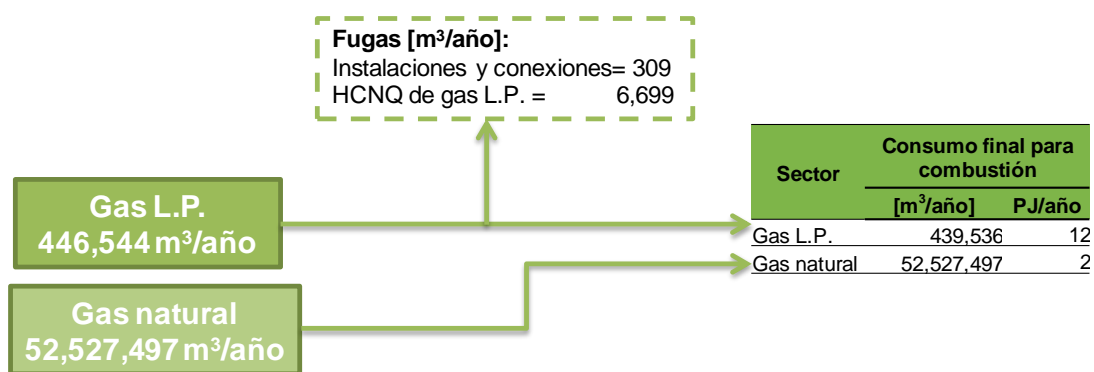 Fugas [m³/año]:
Instalaciones y conexiones= 309
HCNQ de gas L.P. = 6,699
Gas L.P.
446,544 m³/año
Gas natural
52,527,497 m³/año
Sector Consumo final para combustión
[m³/año] PJ/año
Gas L.P. 439,536 12
Gas natural 52,527,497 2